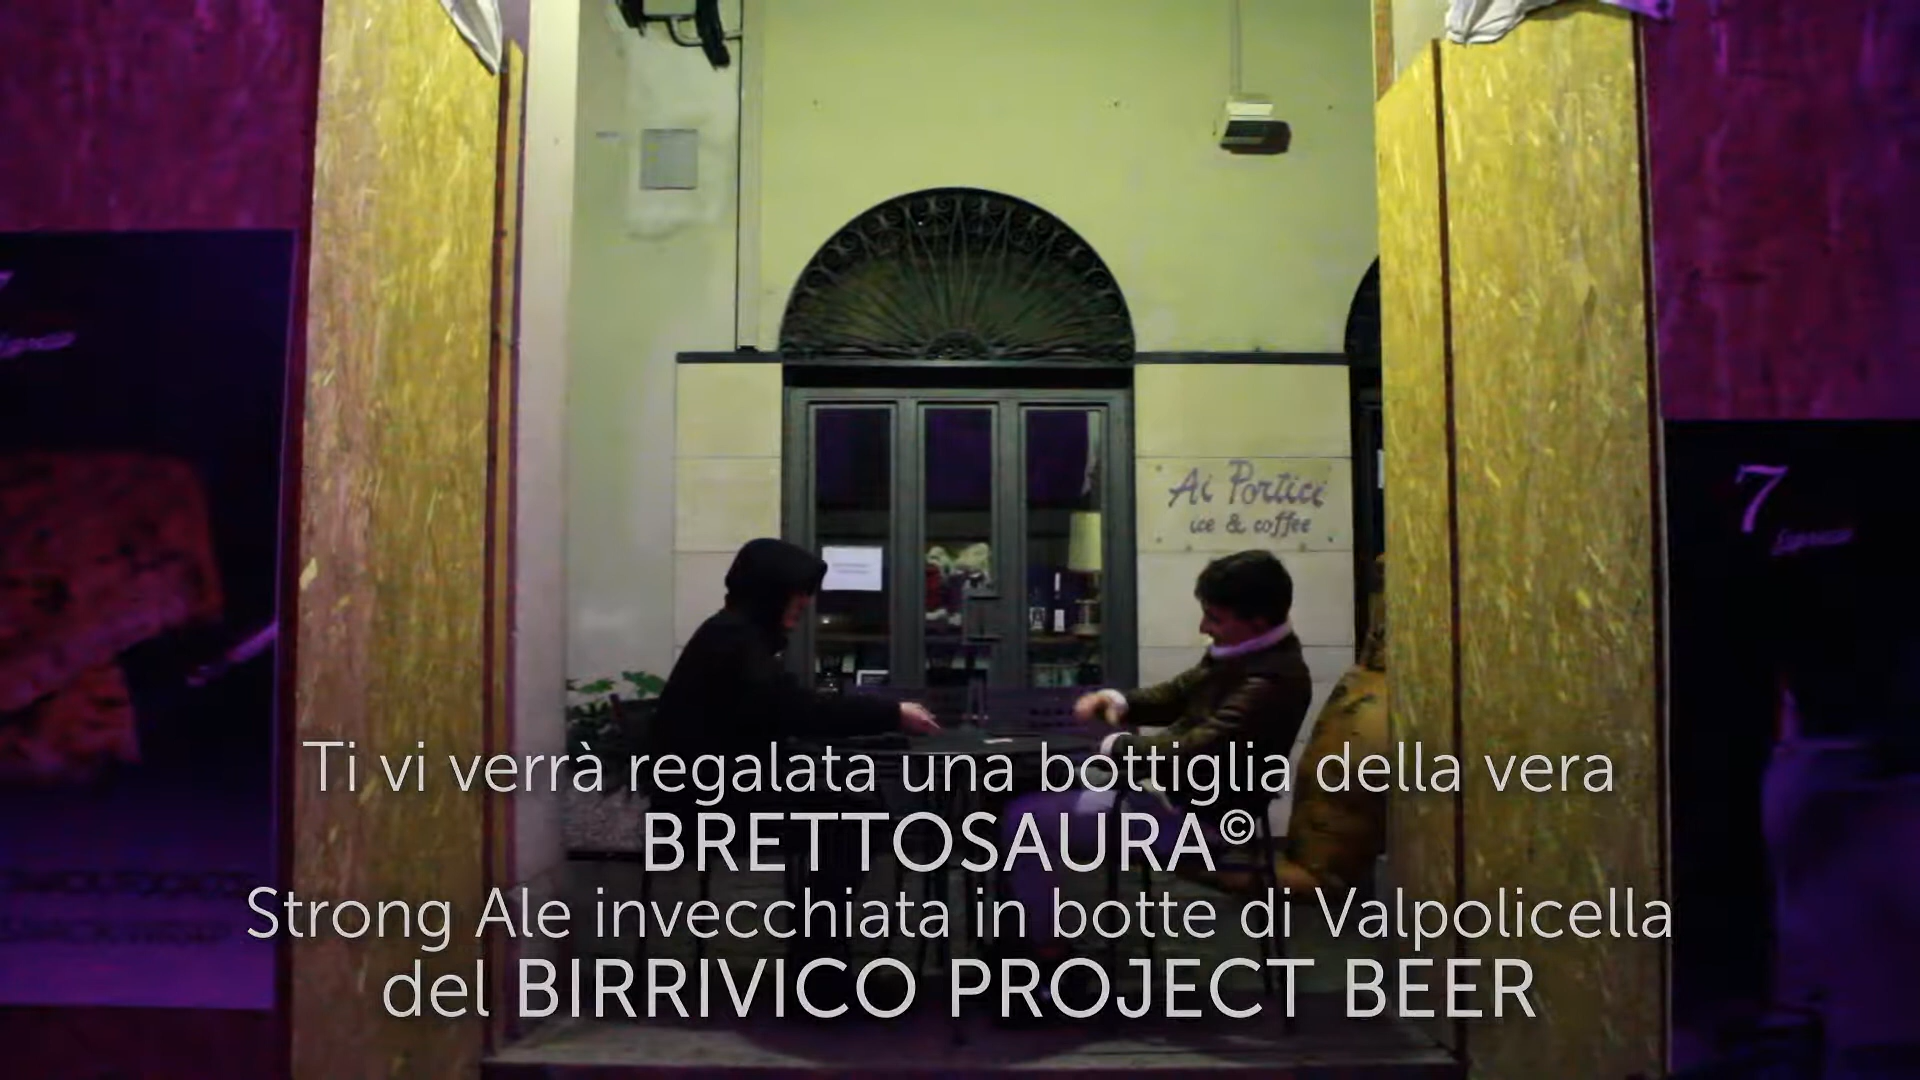 Ai Portici
ice & coffee
7
Espresso
Ti vi verrà regalata una bottiglia della vera
BRETTOSAURA©
Strong Ale invecchiata in botte di Valpolicella
del BIRRIVICO PROJECT BEER